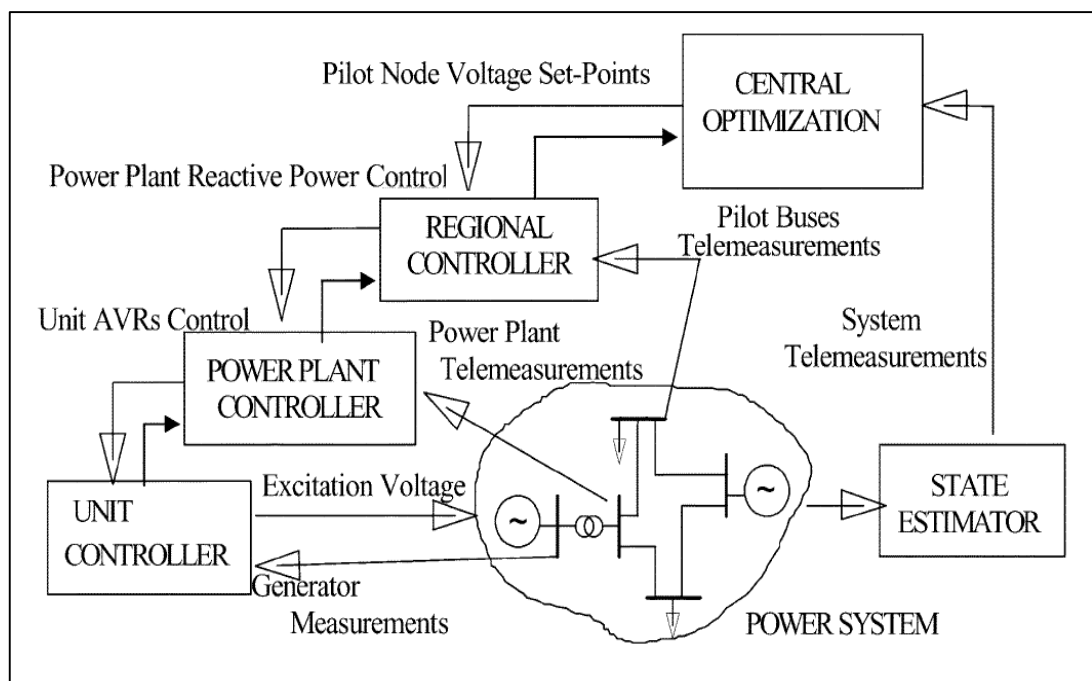 Pilot Node Voltage Set-Points
CENTRAL
OPTIMIZATION
Power Plant Reactive Power Control
REGIONAL
CONTROLLER
Pilot Buses
Telemeasurements
Unit AVRs Control
POWER PLANT
CONTROLLER
Power Plant
Telemeasurements
System
Telemeasurements
UNIT
CONTROLLER
Excitation Voltage
~
~
STATE
ESTIMATOR
Generator
Measurements
POWER SYSTEM